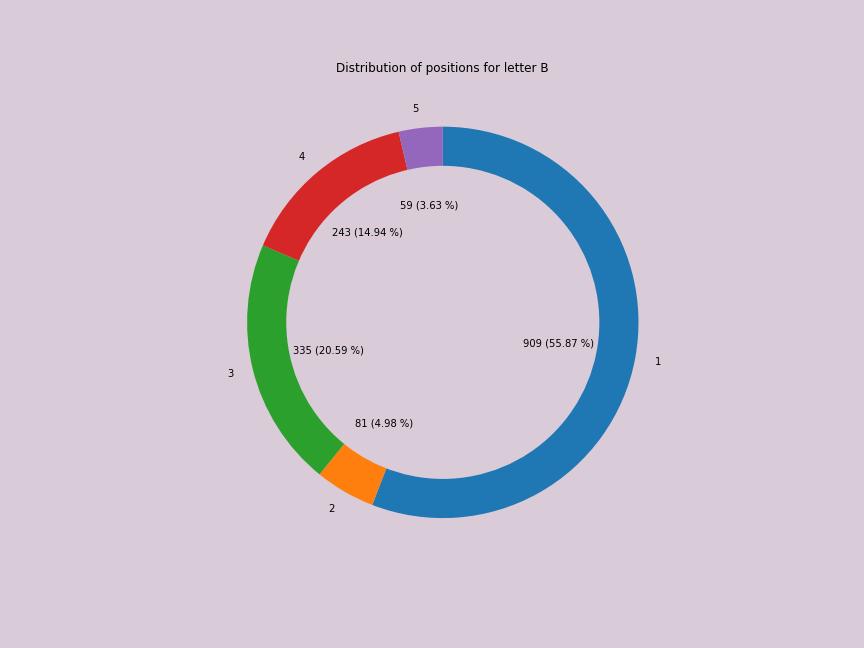 Distribution of positions for letter B
5
4
59 (3.63 %)
243 (14.94 %)
909 (55.87 %)
335 (20.59 %)
1
3
81 (4.98 %)
2